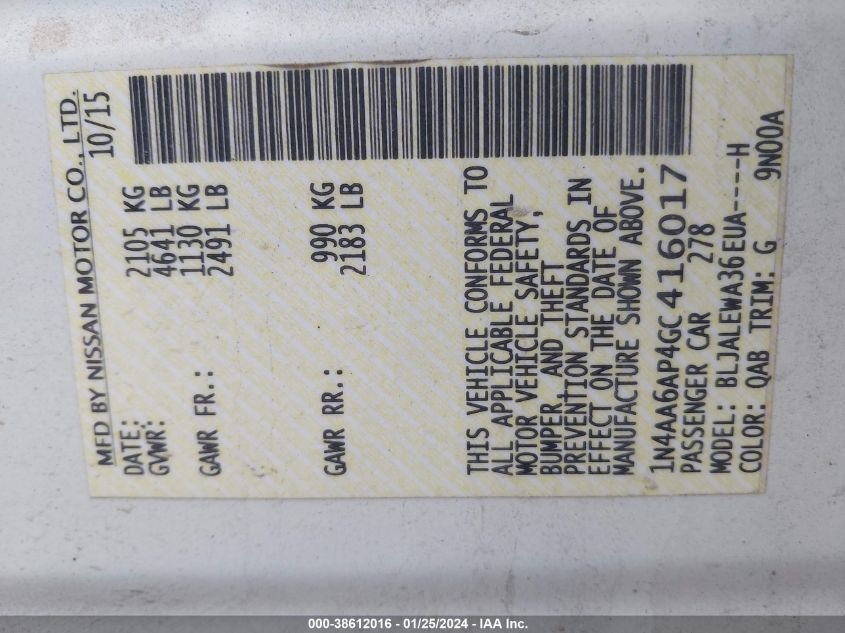 MFD BY NISSAN MOTOR CO., LTD.
DATE: 10/15
GVWR: 2105 KG
4641 LB
GAWR FR.: 1130 KG
2491 LB
GAWR RR.: 990 KG
2183 LB
THIS VEHICLE CONFORMS TO
ALL APPLICABLE FEDERAL
MOTOR VEHICLE SAFETY,
BUMPER, AND THEFT
PREVENTION STANDARDS IN
EFFECT ON THE DATE OF
MANUFACTURE SHOWN ABOVE.
1N4AA6AP4GC416017
PASSENGER CAR 278
MODEL: BLJALEWA36EUA----H
COLOR: QAB TRIM: G 9N00A
000-38612016 - 01/25/2024 - IAA Inc.